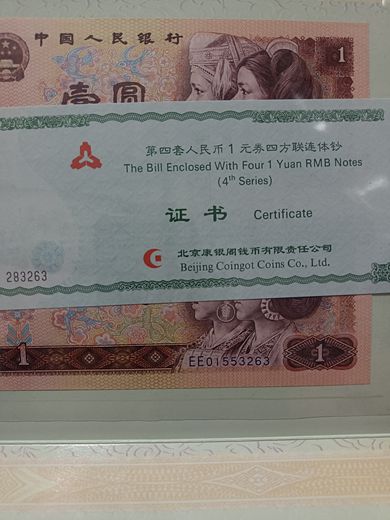 中国人民银行
1
壹圆
第四套人民币1元券四方联连体钞
The Bill Enclosed With Four 1 Yuan RMB Notes
(4th Series)
证书 Certificate
北京康银阁钱币有限责任公司
Beijing Coingot Coins Co., Ltd.
283263
1
EE01553263
1